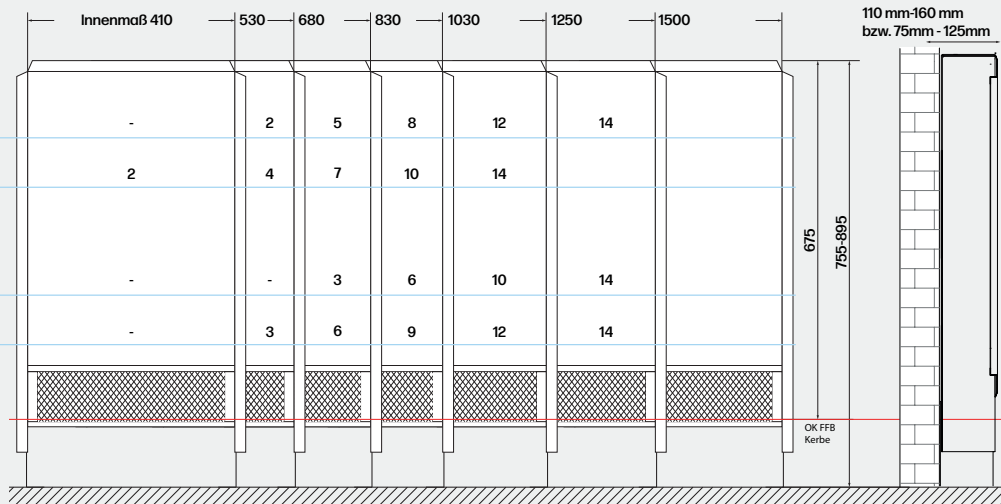 Innenmaß 410
530
680
830
1030
1250
1500
110 mm-160 mm
bzw. 75mm - 125mm
- 2 5 8 12 14
2 4 7 10 14
- - 3 6 10 14
- 3 6 9 12 14
675
755-895
OK FFB
Kerbe